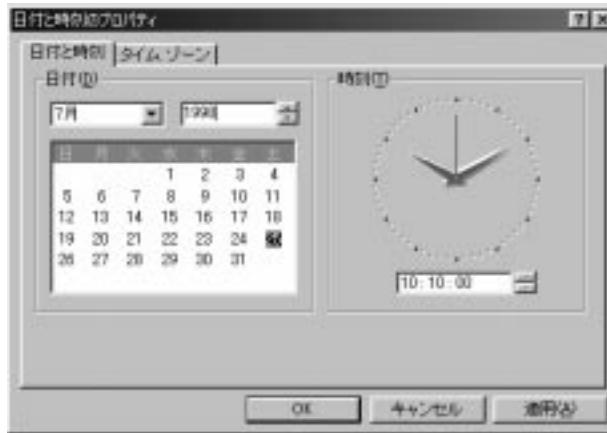 日付と時刻のプロパティ
日付と時刻 タイム ゾーン
日付(D)
7月 1998
日 月 火 水 木 金 土
1 2 3 4
5 6 7 8 9 10 11
12 13 14 15 16 17 18
19 20 21 22 23 24 25
26 27 28 29 30 31
時刻(T)
10:10:00
OK キャンセル 適用(A)